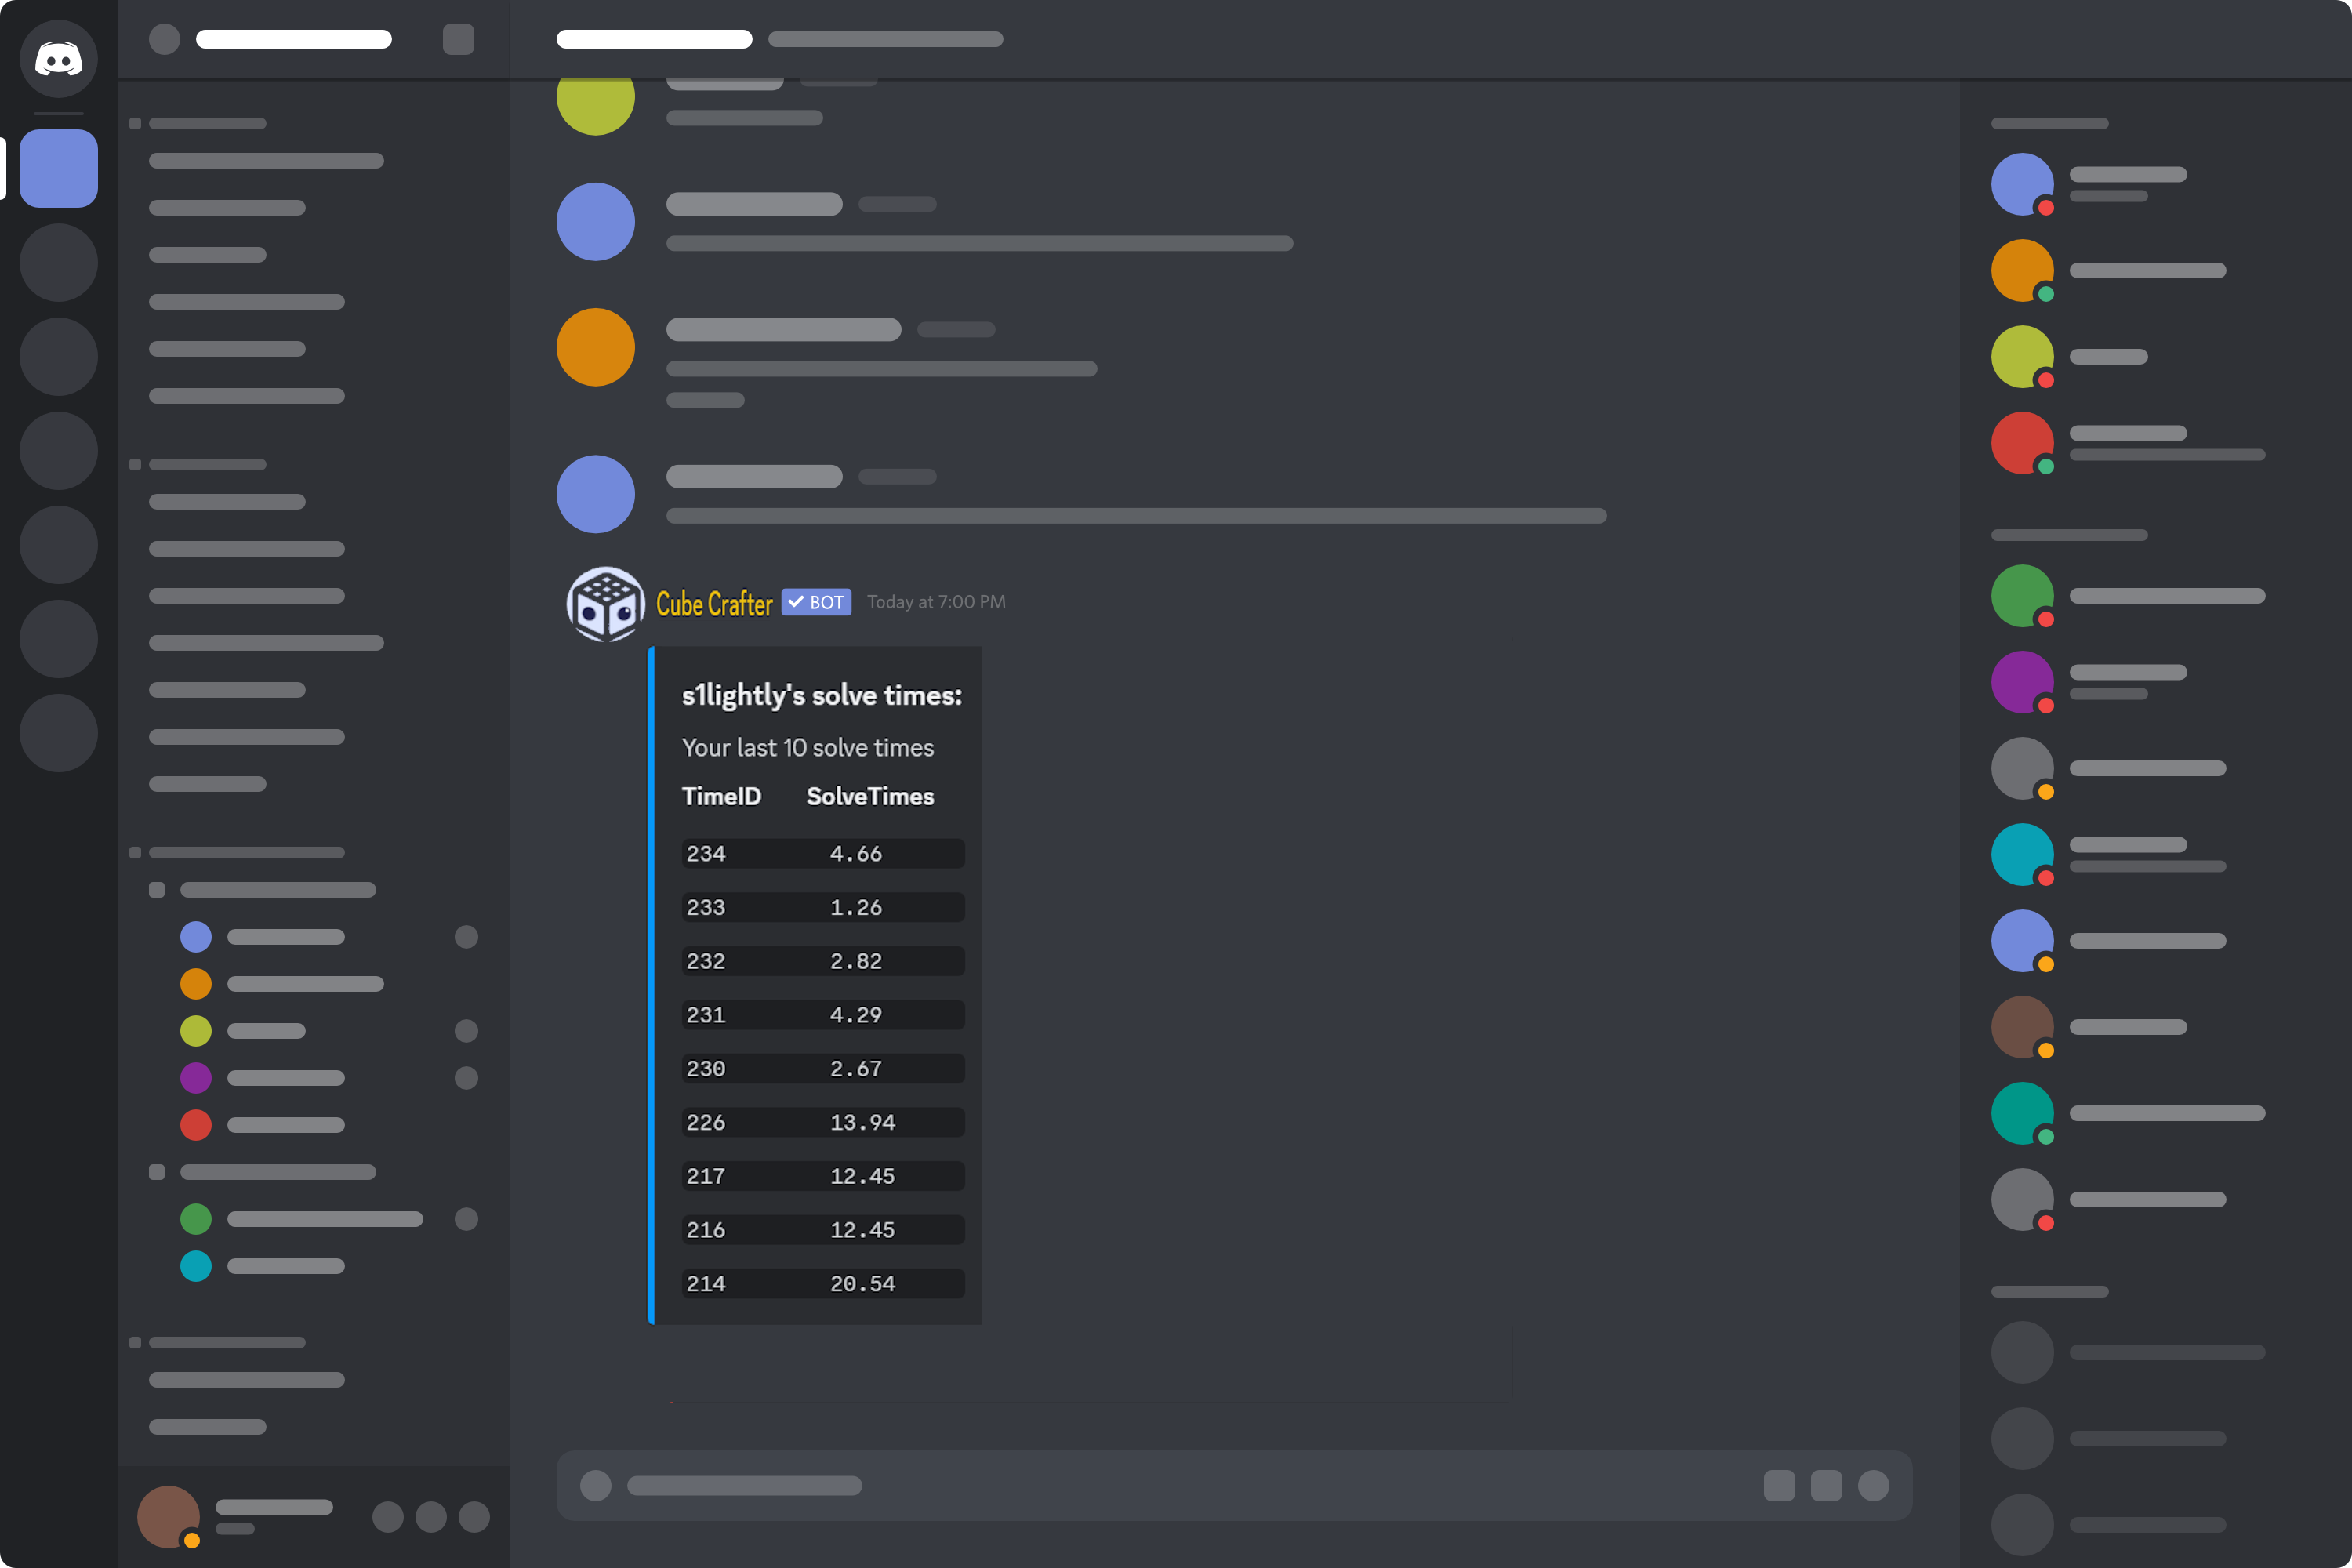 Cube Crafter BOT Today at 7:00 PM
s1lightly's solve times:
Your last 10 solve times
TimeID SolveTimes
234 4.66
233 1.26
232 2.82
231 4.29
230 2.67
226 13.94
217 12.45
216 12.45
214 20.54